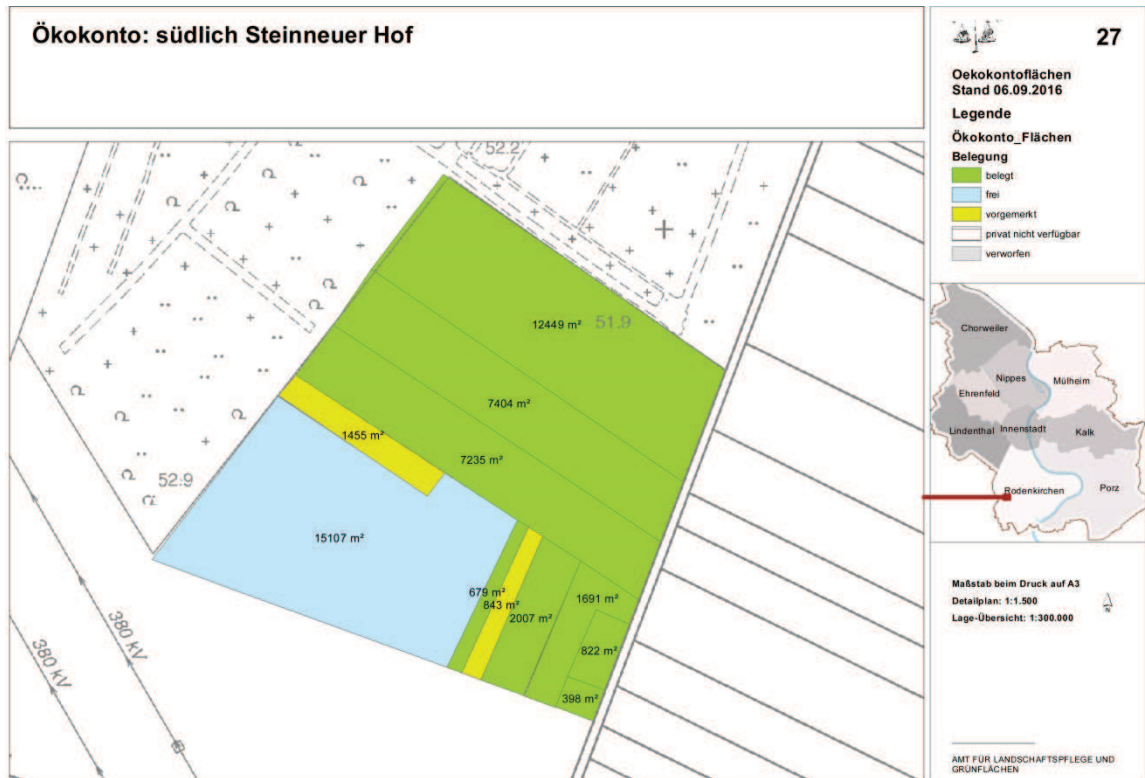 Ökokonto: südlich Steinneuer Hof
27
Oekokontoflächen
Stand 06.09.2016
Legende
Ökokonto_Flächen
Belegung
belegt
frei
vorgemerkt
privat nicht verfügbar
verworfen
52.2
12449 m²
51.9
7404 m²
1455 m²
7235 m²
52.9
15107 m²
679 m²
843 m²
2007 m²
1691 m²
822 m²
398 m²
380 kV
380 kV
Chorweiler
Nippes
Mülheim
Ehrenfeld
Lindenthal
Innenstadt
Kalk
Rodenkirchen
Porz
Maßstab beim Druck auf A3
Detailplan: 1:1.500
Lage-Übersicht: 1:300.000
N
AMT FÜR LANDSCHAFTSPFLEGE UND
GRÜNFLÄCHEN